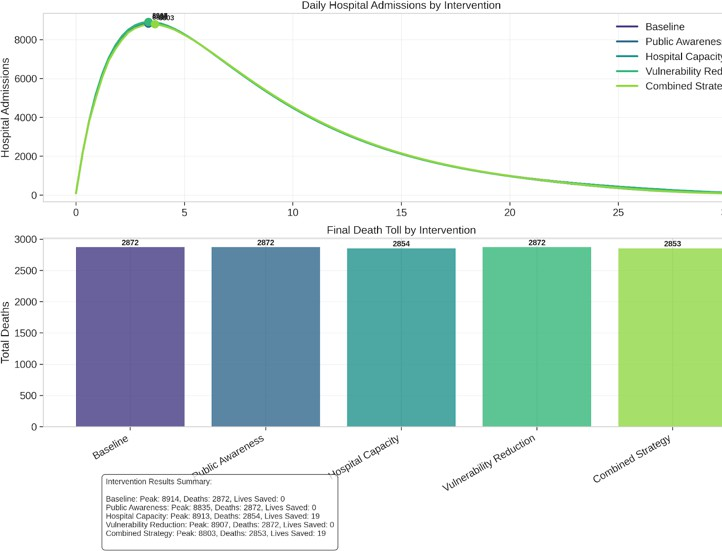 Daily Hospital Admissions by Intervention
8803
Hospital Admissions
8000
6000
4000
2000
0
0 5 10 15 20 25
Baseline
Public Awarenes
Hospital Capacity
Vulnerability Red
Combined Strate
Final Death Toll by Intervention
Total Deaths
3000
2500
2000
1500
1000
500
0
2872 2872 2854 2872 2853
Baseline
Public Awareness
Hospital Capacity
Vulnerability Reduction
Combined Strategy
Intervention Results Summary:
Baseline: Peak: 8914, Deaths: 2872, Lives Saved: 0
Public Awareness: Peak: 8835, Deaths: 2872, Lives Saved: 0
Hospital Capacity: Peak: 8913, Deaths: 2854, Lives Saved: 19
Vulnerability Reduction: Peak: 8907, Deaths: 2872, Lives Saved: 0
Combined Strategy: Peak: 8803, Deaths: 2853, Lives Saved: 19